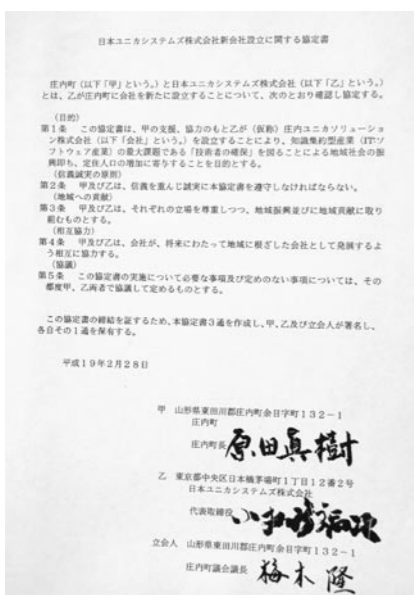 日本ユニカシステムズ株式会社新会社設立に関する協定書
庄内町(以下「甲」という。)と日本ユニカシステムズ株式会社(以下「乙」という。)
とは、乙が庄内町に会社を新たに設立することについて、次のとおり確認し協定する。
(目的)
第1条 この協定書は、甲の支援、協力のもと乙が(仮称)庄内ユニカソリューショ
ン株式会社(以下「会社」という。)を設立することにより、知識集約型産業(IT:ソ
フトウェア産業)の最大課題である「技術者の確保」を図ることによる地域社会の振
興即も、定住人口の増加に寄与することを目的とする。
(信義誠実の原則)
第2条 甲及び乙は、信義を重んじ誠実に本協定書を遵守しなければならない。
(地域への貢献)
第3条 甲及び乙は、それぞれの立場を尊重しつつ、地域振興並びに地域貢献に取り
組むものとする。
(相互協力)
第4条 甲及び乙は、会社が、将来にわたって地域に根ざした会社として発展するよ
う相互に協力する。
(協議)
第5条 この協定書の実施について必要な事項及び定めのない事項については、その
都度甲、乙両者で協議して定めるものとする。
この協定書の締結を証するため、本協定書3通を作成し、甲、乙及び立会人が署名し、
各自その1通を保有する。
平成19年2月28日
甲 山形県東田川郡庄内町余目字町132-1
庄内町
庄内町長 原田眞樹
乙 東京都中央区日本橋茅場町1丁目12番2号
日本ユニカシステムズ株式会社
代表取締役
立会人 山形県東田川郡庄内町余目字町132-1
庄内町議会議長 梅木隆